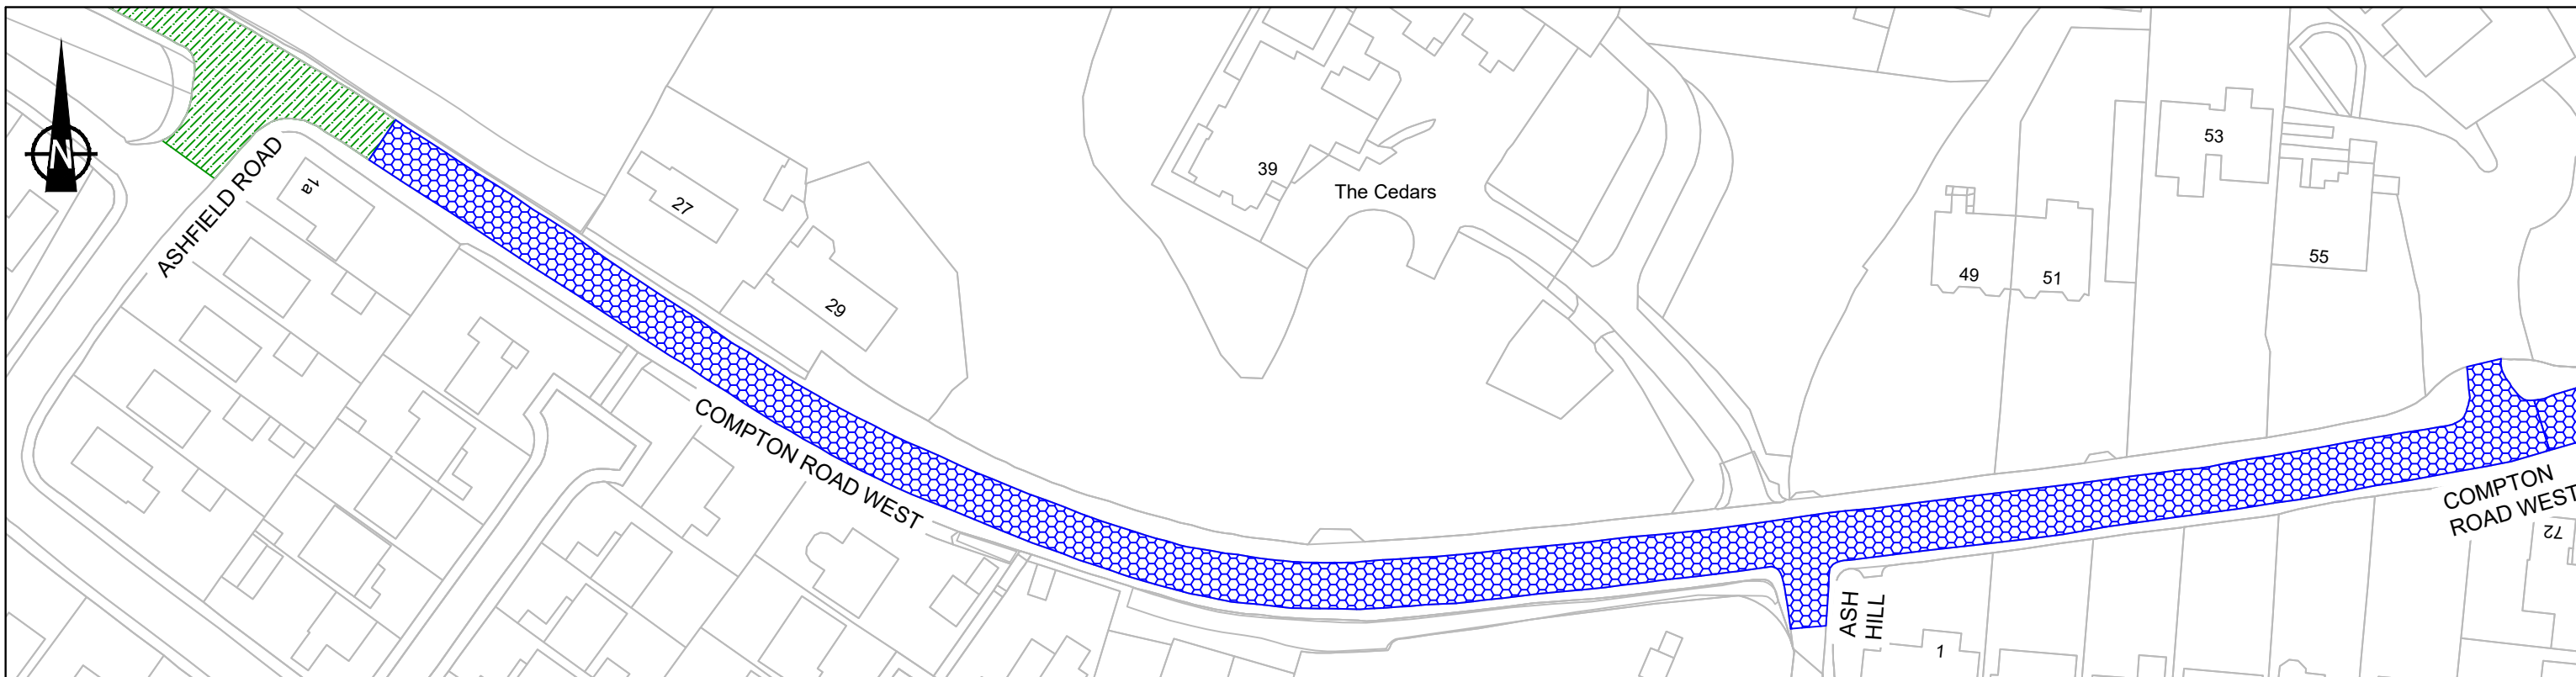 N
ASHFIELD ROAD
1a
27
29
39
The Cedars
53
49
51
55
COMPTON ROAD WEST
COMPTON
ROAD WEST
72
ASH
HILL
1